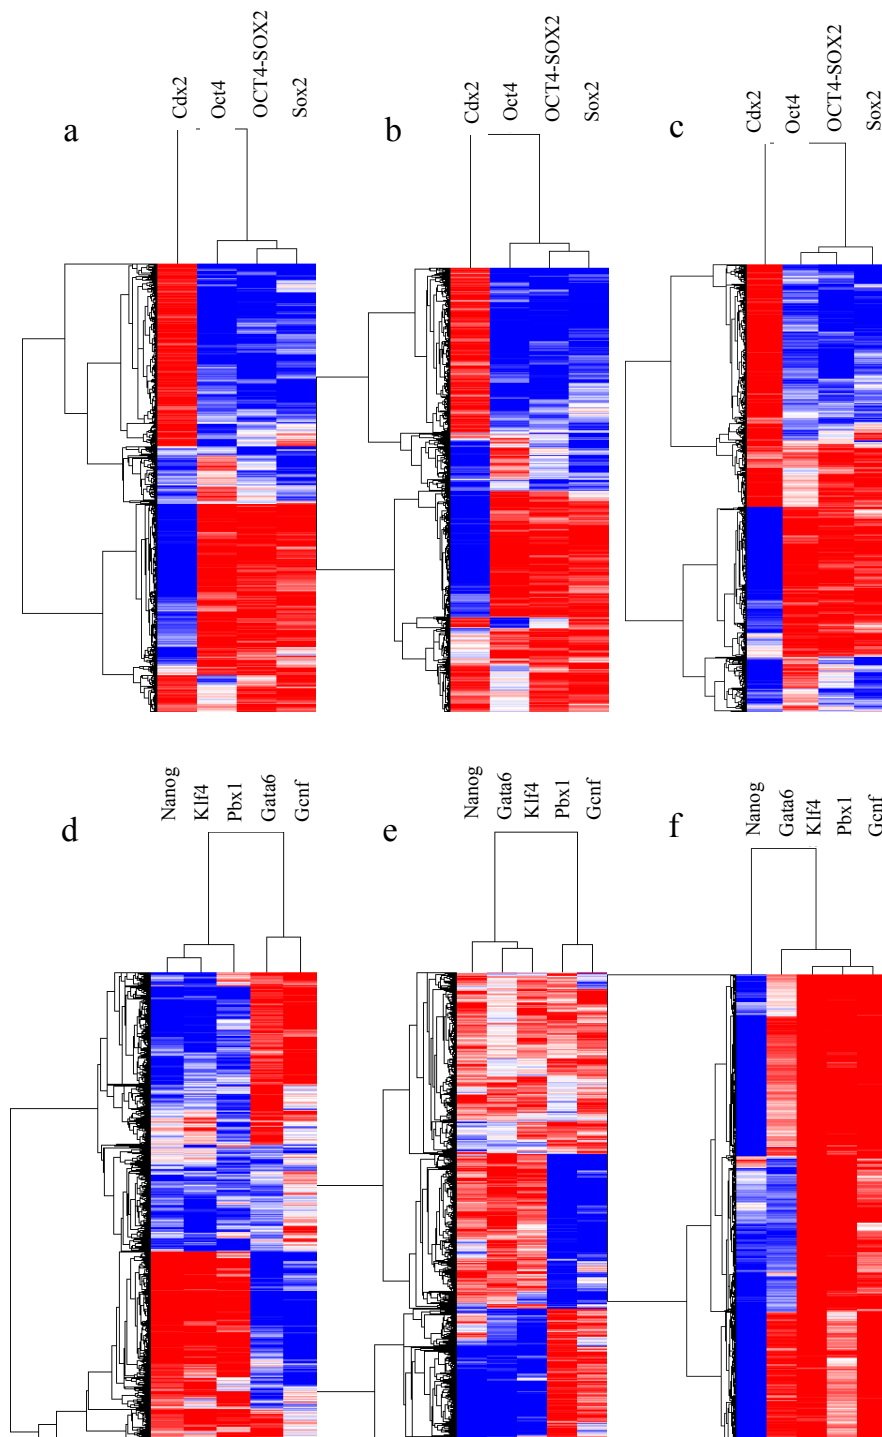 a
Cdx2
Oct4
OCT4-SOX2
Sox2
b
Cdx2
Oct4
OCT4-SOX2
Sox2
c
Cdx2
Oct4
OCT4-SOX2
Sox2
d
Nanog
Klf4
Pbx1
Gata6
Gcnf
e
Nanog
Gata6
Klf4
Pbx1
Gcnf
f
Nanog
Gata6
Klf4
Pbx1
Gcnf